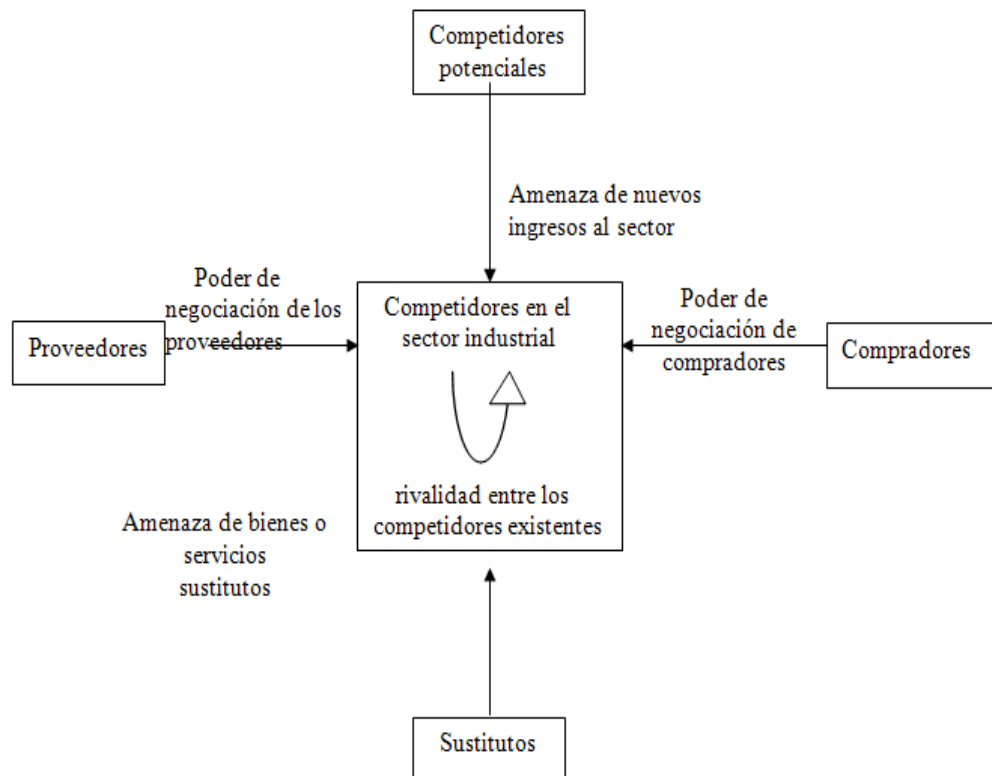 Competidores
potenciales
Amenaza de nuevos
ingresos al sector
Poder de
negociación de los
proveedores
Proveedores
Competidores en el
sector industrial
rivalidad entre los
competidores existentes
Poder de
negociación de
compradores
Compradores
Amenaza de bienes o
servicios
sustitutos
Sustitutos